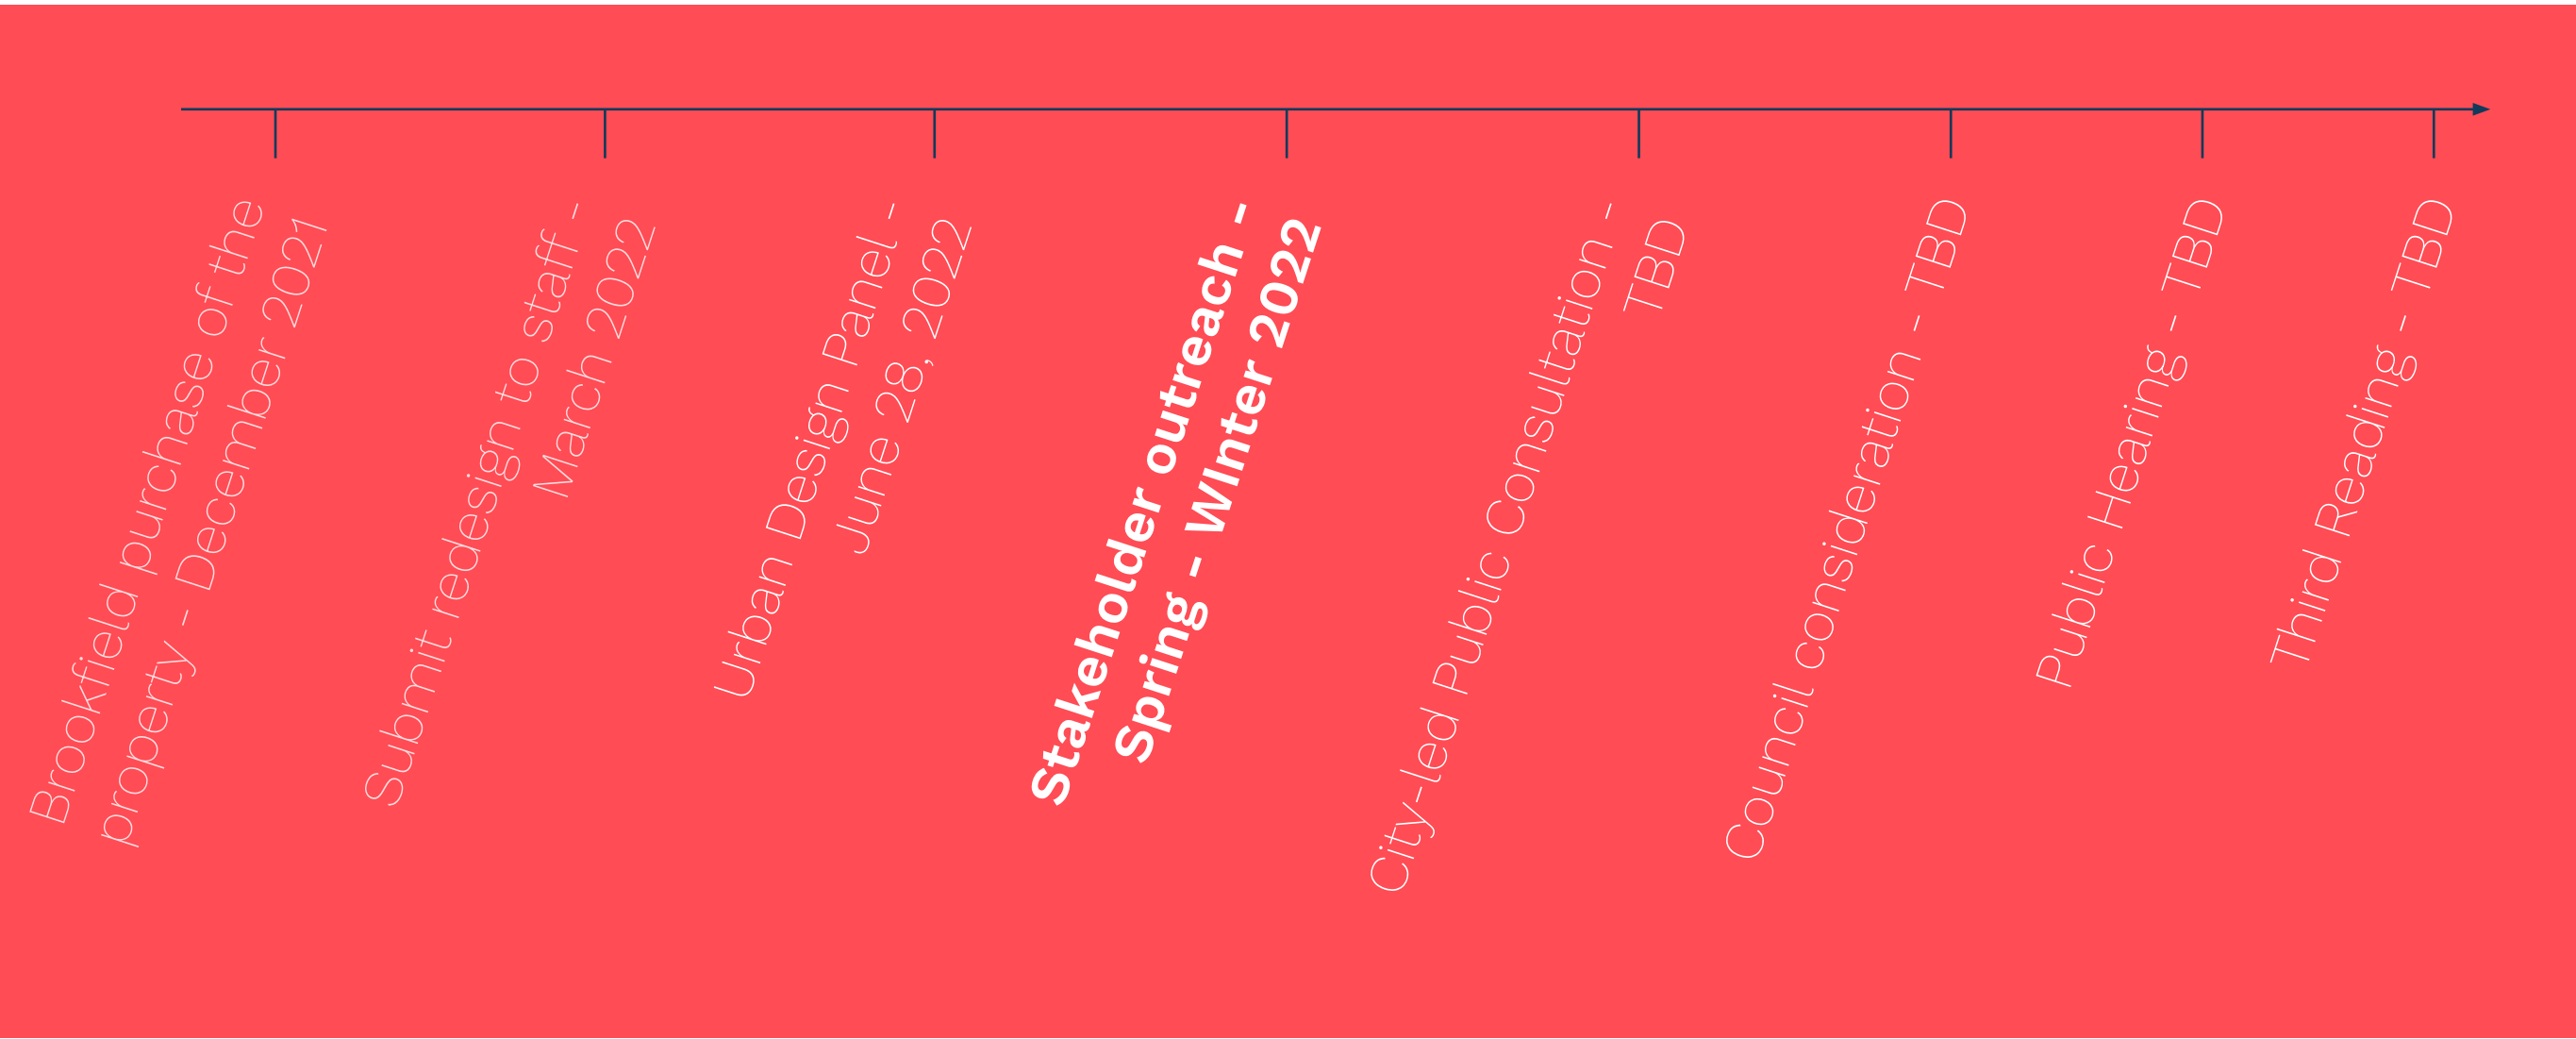 Brookfield purchase of the
property - December 2021
Submit redesign to staff -
March 2022
Urban Design Panel -
June 28, 2022
Stakeholder outreach -
Spring - WInter 2022
City-led Public Consultation -
TBD
Council consideration - TBD
Public Hearing - TBD
Third Reading - TBD